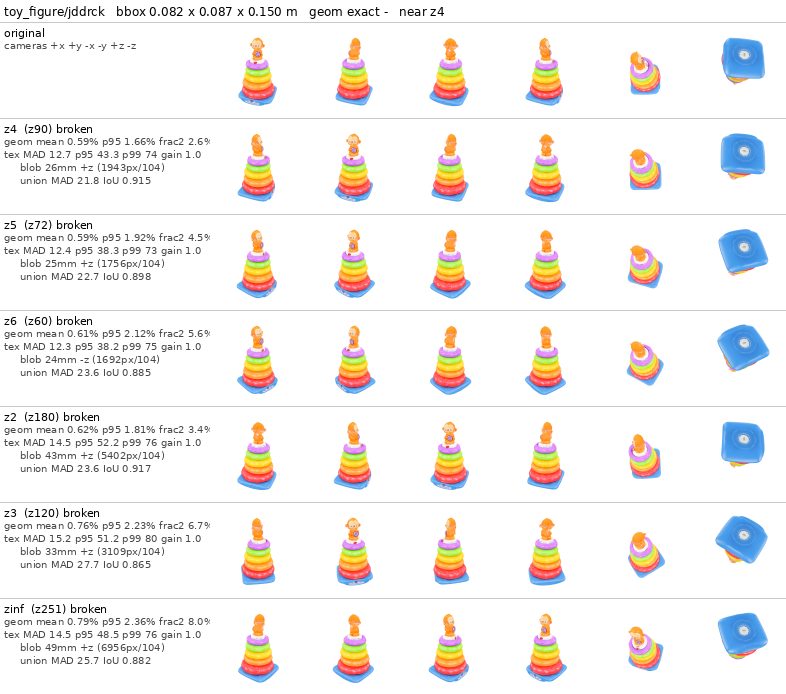 toy_figure/jddrck   bbox 0.082 x 0.087 x 0.150 m   geom exact -   near z4
original
cameras +x +y -x -y +z -z
z4  (z90) broken
geom mean 0.59% p95 1.66% frac2 2.6%
tex MAD 12.7 p95 43.3 p99 74 gain 1.0
blob 26mm +z (1943px/104)
union MAD 21.8 IoU 0.915
z5  (z72) broken
geom mean 0.59% p95 1.92% frac2 4.5%
tex MAD 12.4 p95 38.3 p99 73 gain 1.0
blob 25mm +z (1756px/104)
union MAD 22.7 IoU 0.898
z6  (z60) broken
geom mean 0.61% p95 2.12% frac2 5.6%
tex MAD 12.3 p95 38.2 p99 75 gain 1.0
blob 24mm -z (1692px/104)
union MAD 23.6 IoU 0.885
z2  (z180) broken
geom mean 0.62% p95 1.81% frac2 3.4%
tex MAD 14.5 p95 52.2 p99 76 gain 1.0
blob 43mm +z (5402px/104)
union MAD 23.6 IoU 0.917
z3  (z120) broken
geom mean 0.76% p95 2.23% frac2 6.7%
tex MAD 15.2 p95 51.2 p99 80 gain 1.0
blob 33mm +z (3109px/104)
union MAD 27.7 IoU 0.865
zinf  (z251) broken
geom mean 0.79% p95 2.36% frac2 8.0%
tex MAD 14.5 p95 48.5 p99 76 gain 1.0
blob 49mm +z (6956px/104)
union MAD 25.7 IoU 0.882